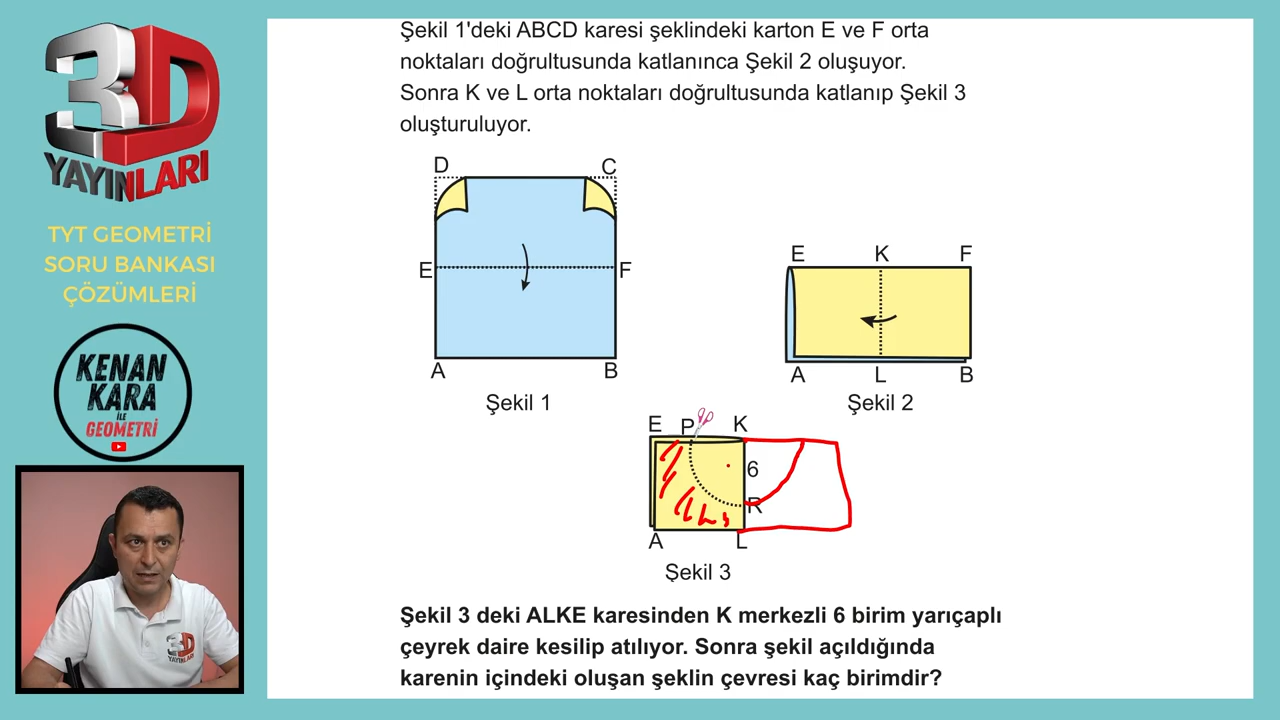 3D
YAYINLARI
TYT GEOMETRİ
SORU BANKASI
ÇÖZÜMLERİ
KENAN
KARA
İLE
GEOMETRİ
3D
YAYINLARI
Şekil 1'deki ABCD karesi şeklindeki karton E ve F orta
noktaları doğrultusunda katlanınca Şekil 2 oluşuyor.
Sonra K ve L orta noktaları doğrultusunda katlanıp Şekil 3
oluşturuluyor.
D C
E F
A B
Şekil 1
E K F
A L B
Şekil 2
E P K
6
R
A L
Şekil 3
Şekil 3 deki ALKE karesinden K merkezli 6 birim yarıçaplı
çeyrek daire kesilip atılıyor. Sonra şekil açıldığında
karenin içindeki oluşan şeklin çevresi kaç birimdir?